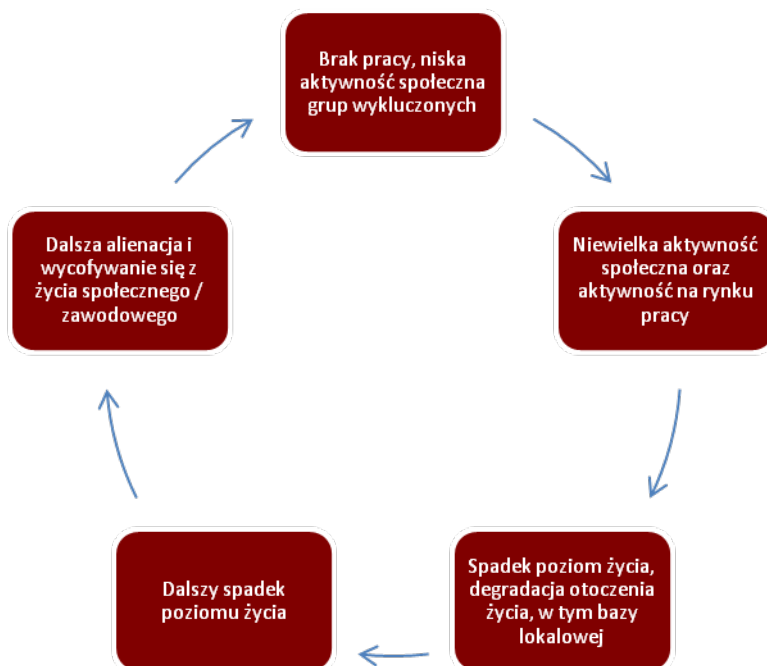 Brak pracy, niska
aktywność społeczna
grup wykluczonych
Niewielka aktywność
społeczna oraz
aktywność na rynku
pracy
Spadek poziom życia,
degradacja otoczenia
życia, w tym bazy
lokalowej
Dalszy spadek
poziomu życia
Dalsza alienacja i
wycofywanie się z
życia społecznego /
zawodowego